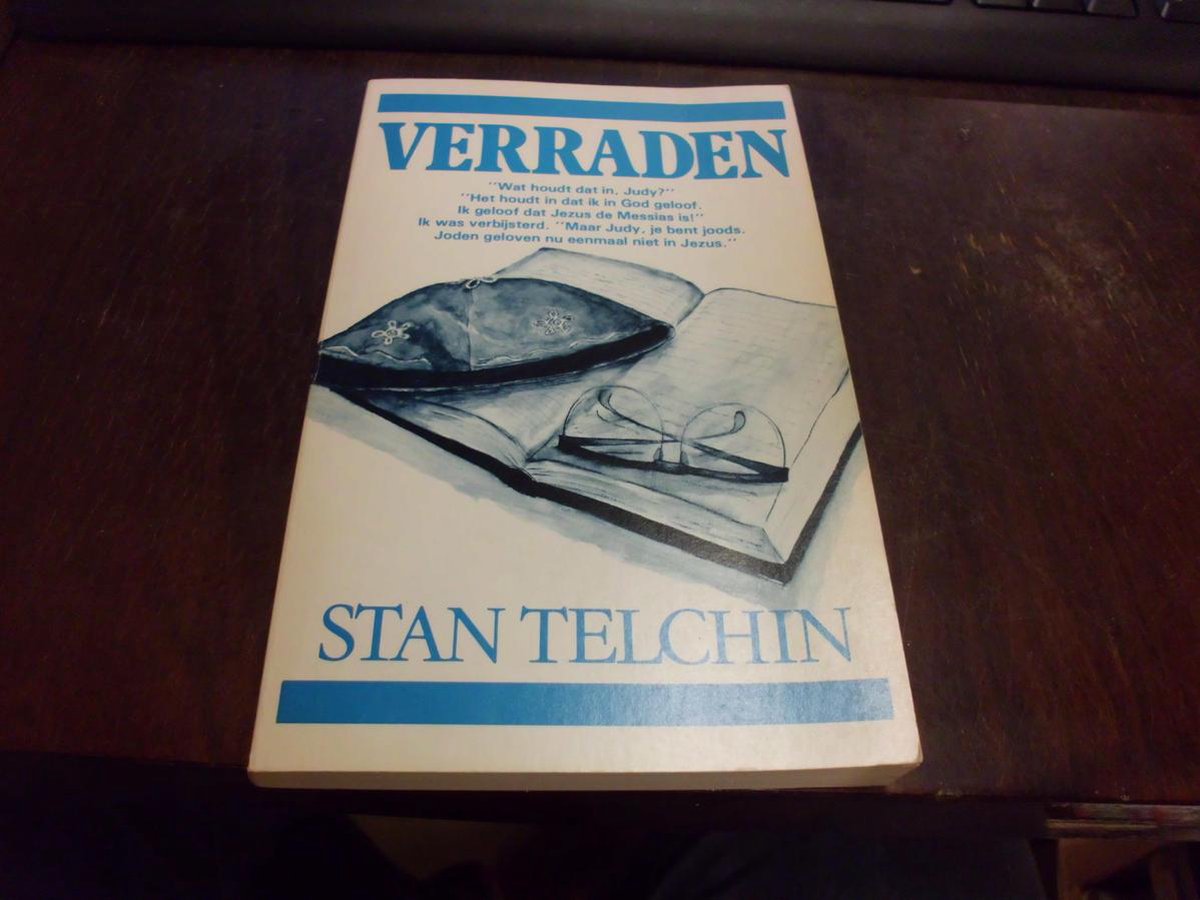 VERRADEN
"Wat houdt dat in, Judy?"
"Het houdt in dat ik in God geloof.
Ik geloof dat Jezus de Messias is!"
Ik was verbijsterd. "Maar Judy, je bent joods.
Joden geloven nu eenmaal niet in Jezus."
STAN TELCHIN